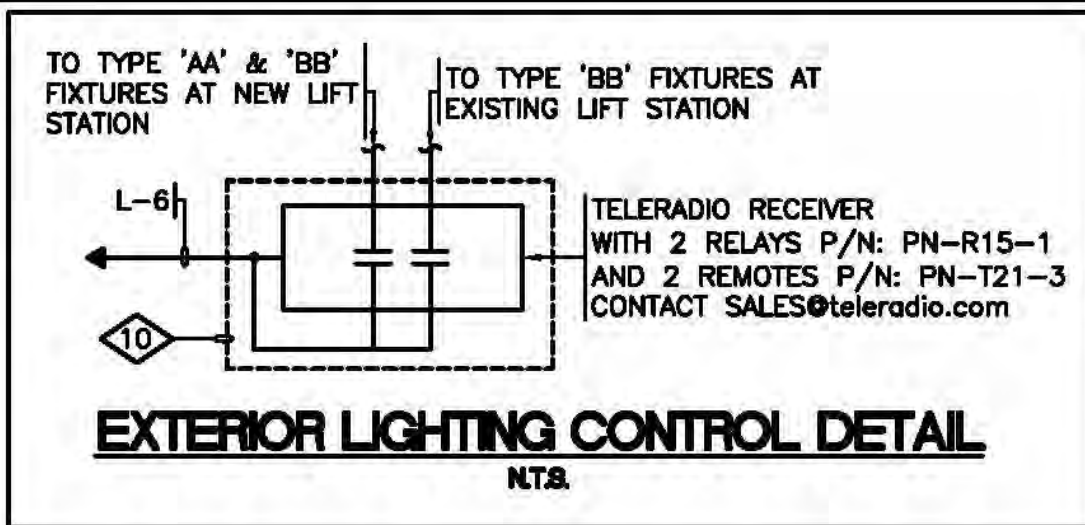 TO TYPE 'AA' & 'BB'
FIXTURES AT NEW LIFT
STATION
TO TYPE 'BB' FIXTURES AT
EXISTING LIFT STATION
L-6
TELERADIO RECEIVER
WITH 2 RELAYS P/N: PN-R15-1
AND 2 REMOTES P/N: PN-T21-3
CONTACT SALES@teleradio.com
10
EXTERIOR LIGHTING CONTROL DETAIL
N.T.S.